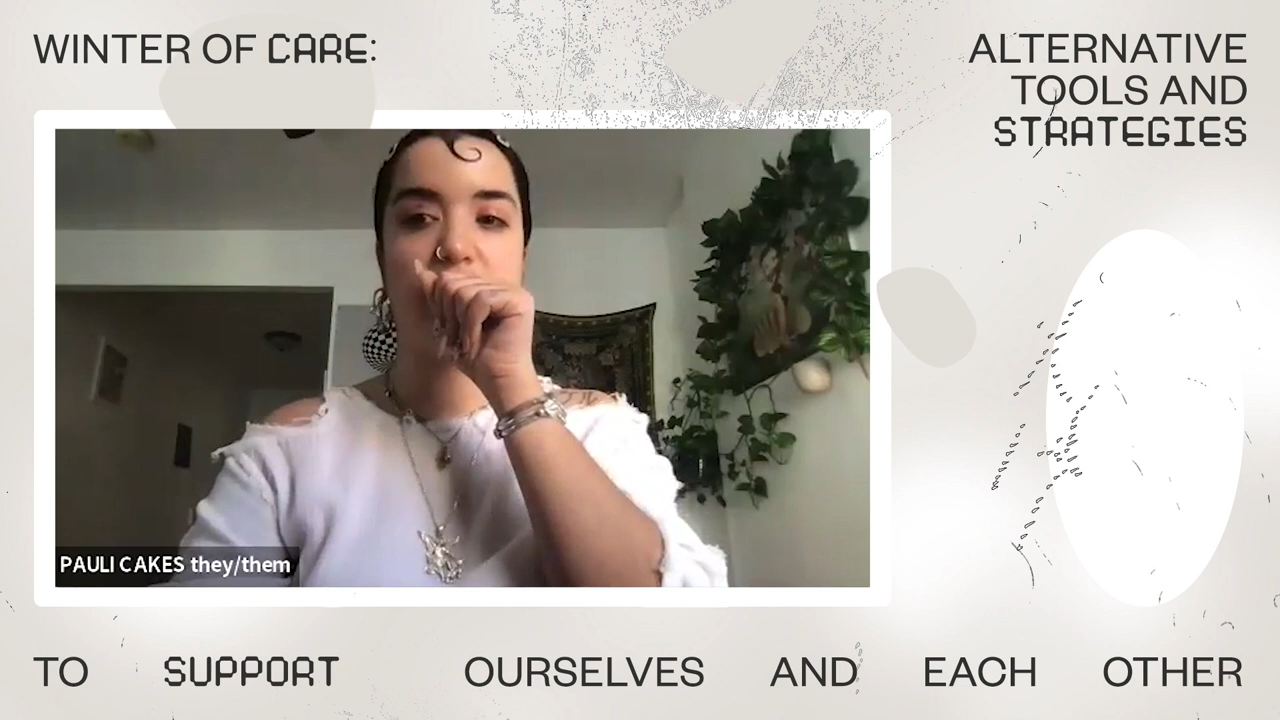 WINTER OF CARE:
ALTERNATIVE
TOOLS AND
STRATEGIES
PAULI CAKES they/them
TO SUPPORT OURSELVES AND EACH OTHER